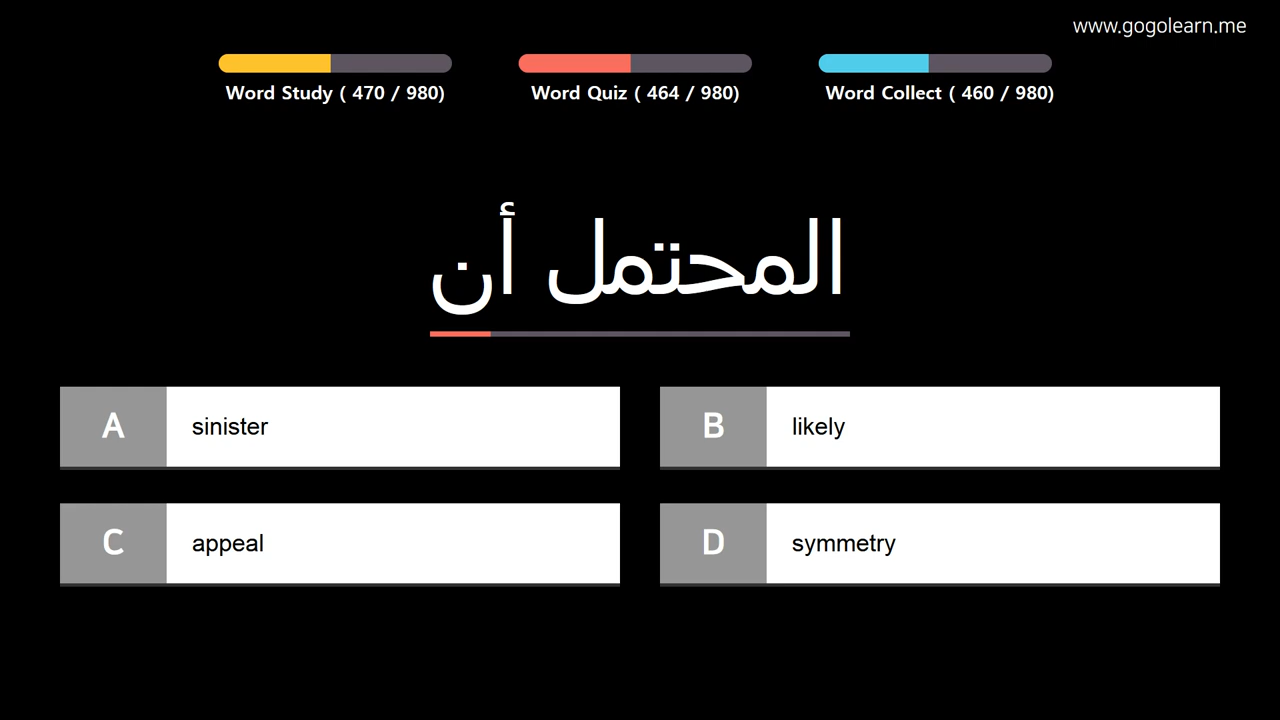 www.gogolearn.me
Word Study ( 470 / 980)
Word Quiz ( 464 / 980)
Word Collect ( 460 / 980)
المحتمل أن
A sinister
B likely
C appeal
D symmetry